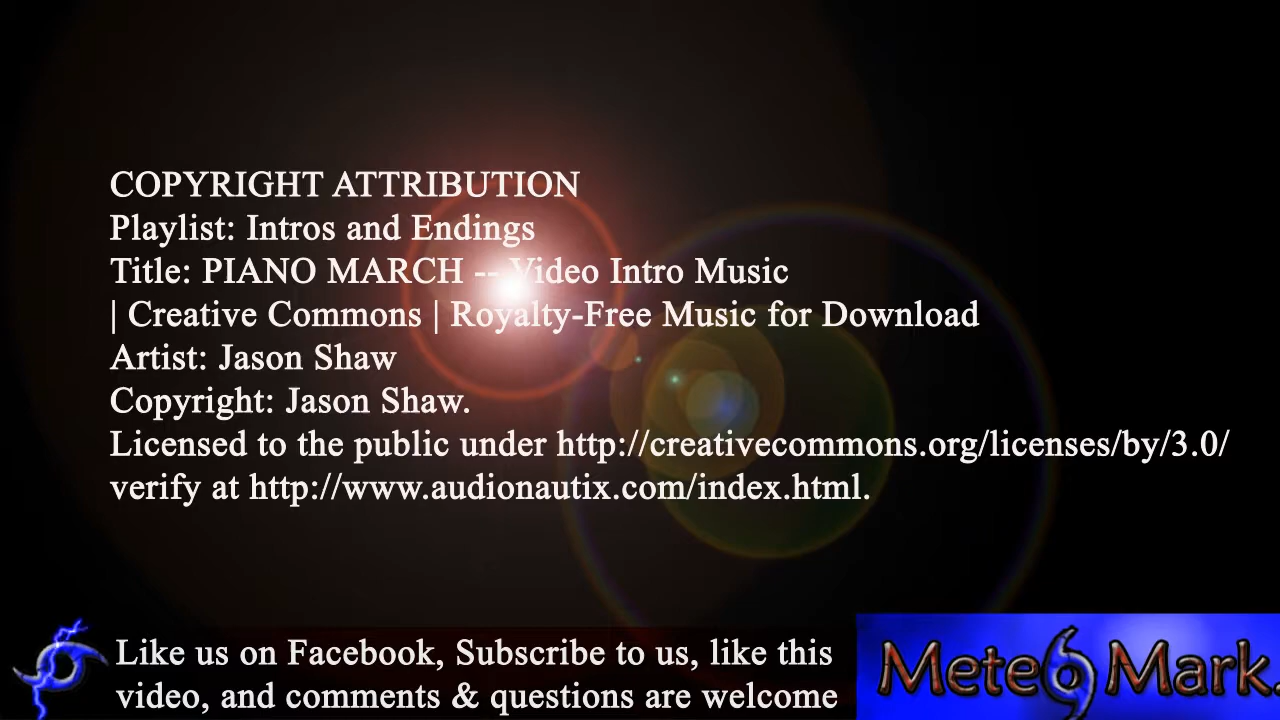 COPYRIGHT ATTRIBUTION
Playlist: Intros and Endings
Title: PIANO MARCH -- Video Intro Music
| Creative Commons | Royalty-Free Music for Download
Artist: Jason Shaw
Copyright: Jason Shaw.
Licensed to the public under http://creativecommons.org/licenses/by/3.0/
verify at http://www.audionautix.com/index.html.
Like us on Facebook, Subscribe to us, like this
video, and comments & questions are welcome
Meteo Mark.